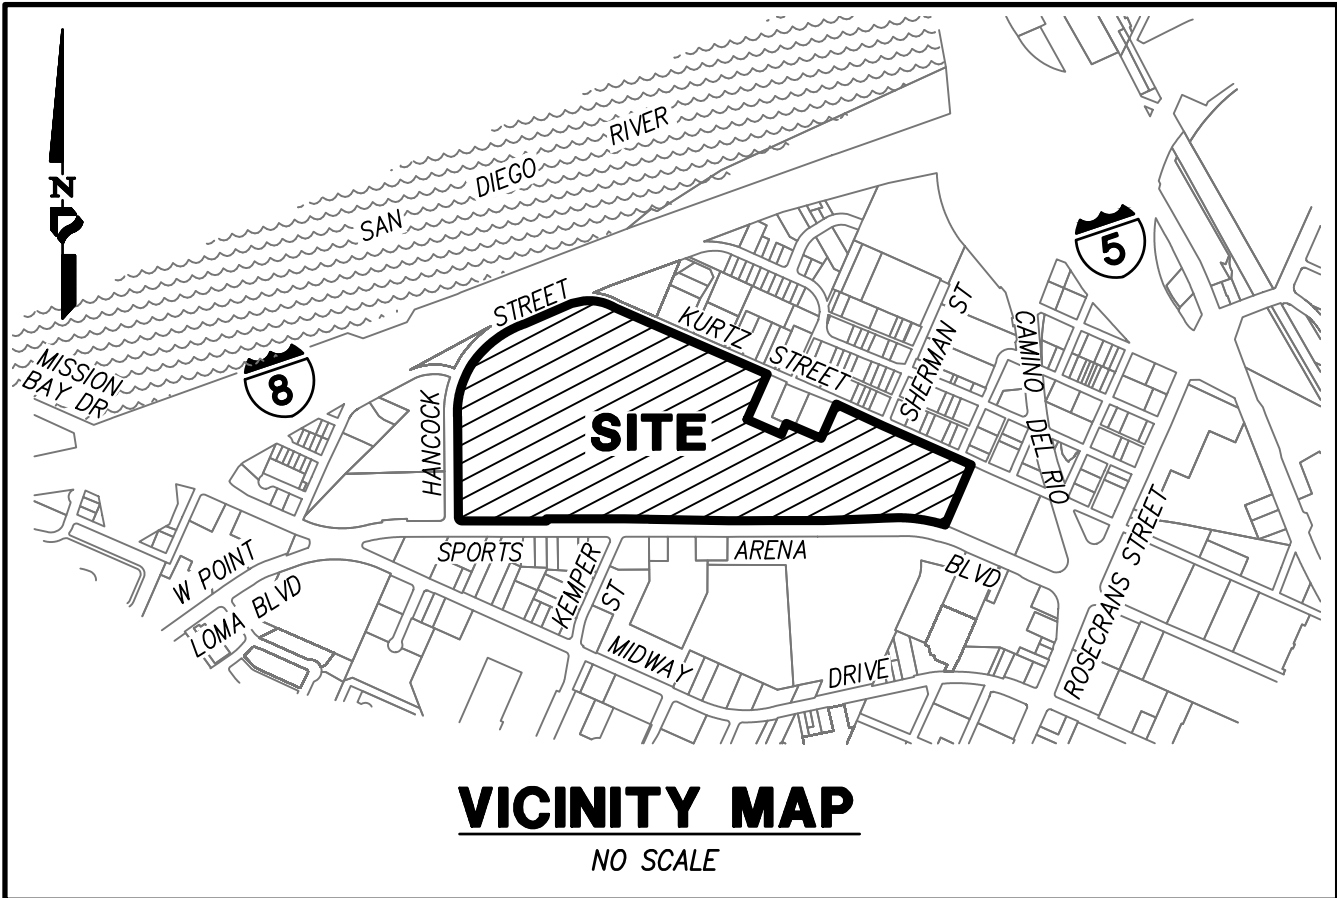 SAN DIEGO RIVER
N
5
STREET
KURTZ
STREET
SHERMAN ST
CAMINO DEL RIO
MISSION
BAY DR
8
HANCOCK
SITE
W POINT
LOMA BLVD
SPORTS
ARENA
BLVD
KEMPER
ST
ROSECRANS STREET
MIDWAY
DRIVE
VICINITY MAP
NO SCALE